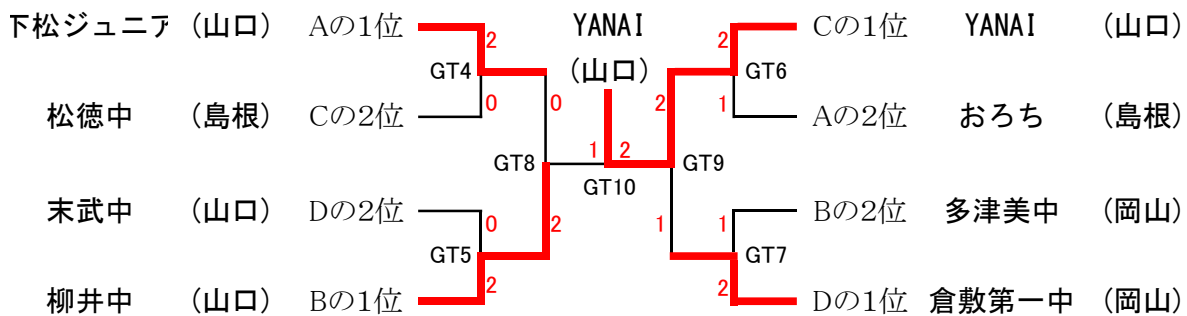 下松ジュニア (山口) Aの1位 2 YANAI 2 Cの1位 YANAI (山口)
GT4 (山口) GT6
松徳中 (島根) Cの2位 0 0 2 1 Aの2位 おろち (島根)
GT8 1 2 GT9
GT10
末武中 (山口) Dの2位 0 2 1 1 Bの2位 多津美中 (岡山)
GT5 GT7
柳井中 (山口) Bの1位 2 2 Dの1位 倉敷第一中 (岡山)